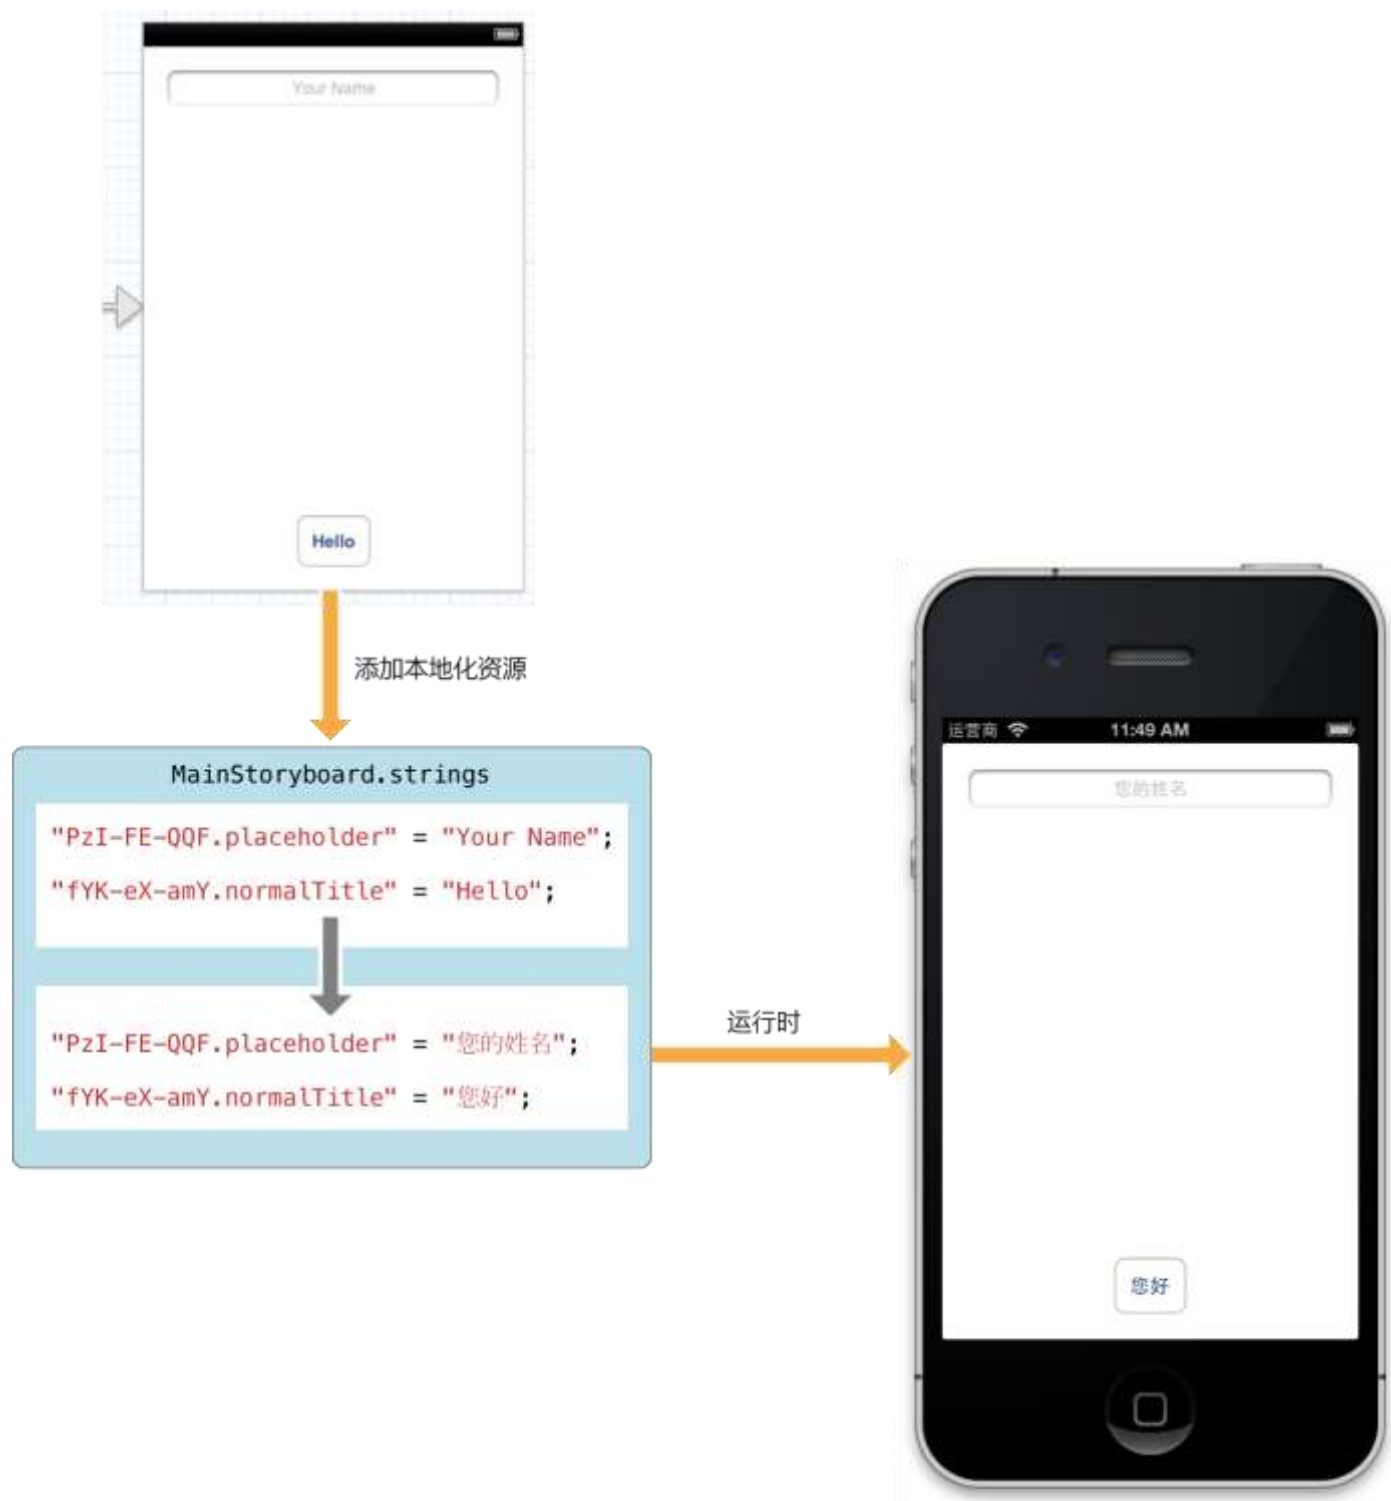 Your Name
Hello
添加本地化资源
MainStoryboard.strings
"PzI-FE-QQF.placeholder" = "Your Name";
"fYK-eX-amY.normalTitle" = "Hello";
"PzI-FE-QQF.placeholder" = "您的姓名";
"fYK-eX-amY.normalTitle" = "您好";
运行时
运营商 11:49 AM
您的姓名
您好